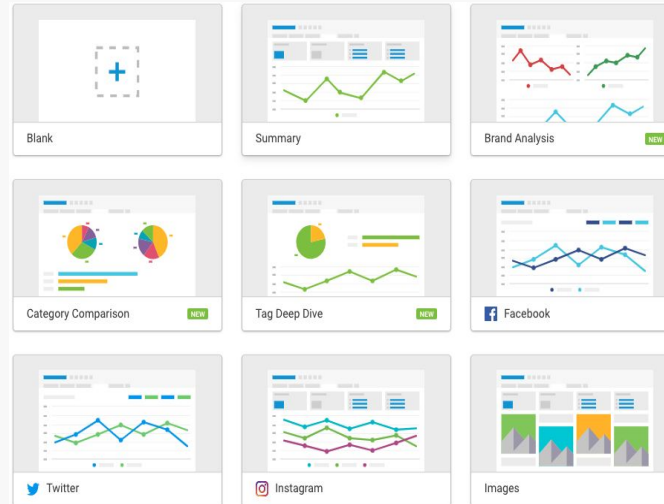 Blank
Summary
Brand Analysis
NEW
Category Comparison
NEW
Tag Deep Dive
NEW
Facebook
Twitter
Instagram
Images